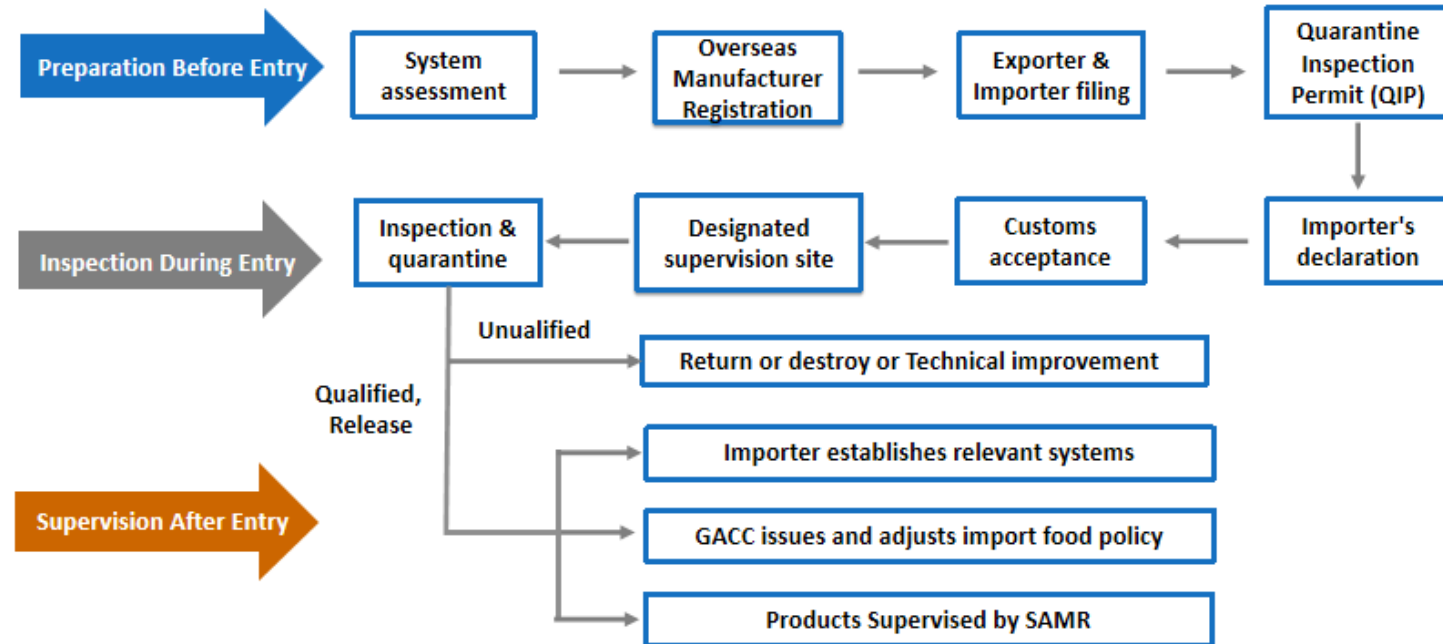 Preparation Before Entry
System
assessment
Overseas
Manufacturer
Registration
Exporter &
Importer filing
Quarantine
Inspection
Permit (QIP)
Inspection During Entry
Inspection &
quarantine
Designated
supervision site
Customs
acceptance
Importer's
declaration
Unualified
Return or destroy or Technical improvement
Qualified,
Release
Importer establishes relevant systems
Supervision After Entry
GACC issues and adjusts import food policy
Products Supervised by SAMR